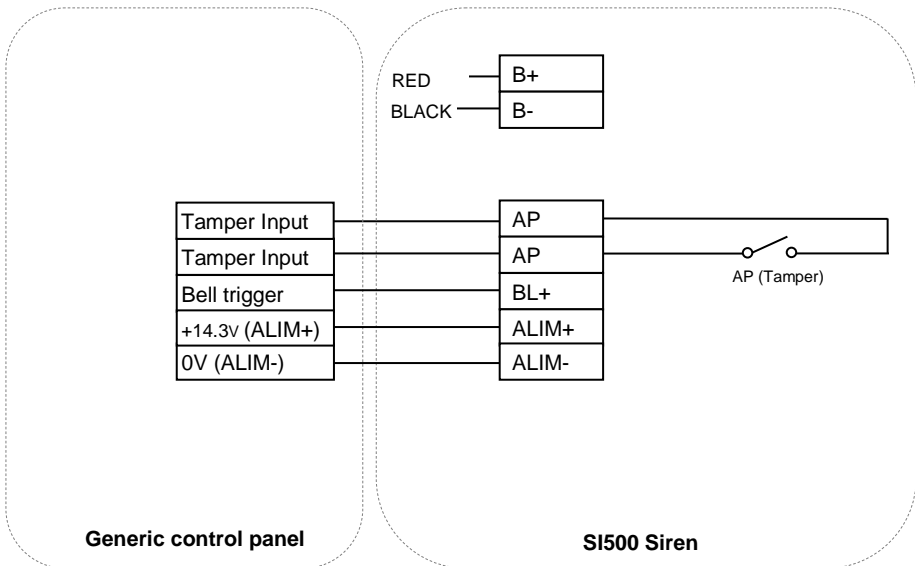 RED
B+
BLACK
B-
Tamper Input
AP
Tamper Input
AP
AP (Tamper)
Bell trigger
BL+
+14.3V (ALIM+)
ALIM+
0V (ALIM-)
ALIM-
Generic control panel
SI500 Siren